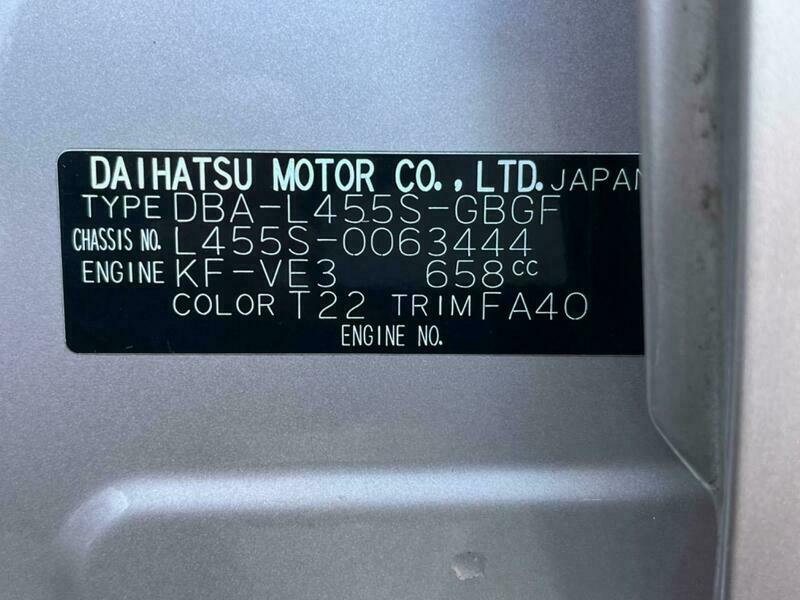 DAIHATSU MOTOR CO., LTD. JAPAN
TYPE DBA-L455S-GBGF
CHASSIS NO. L455S-0063444
ENGINE KF-VE3 658CC
COLOR T22 TRIM FA40
ENGINE NO.